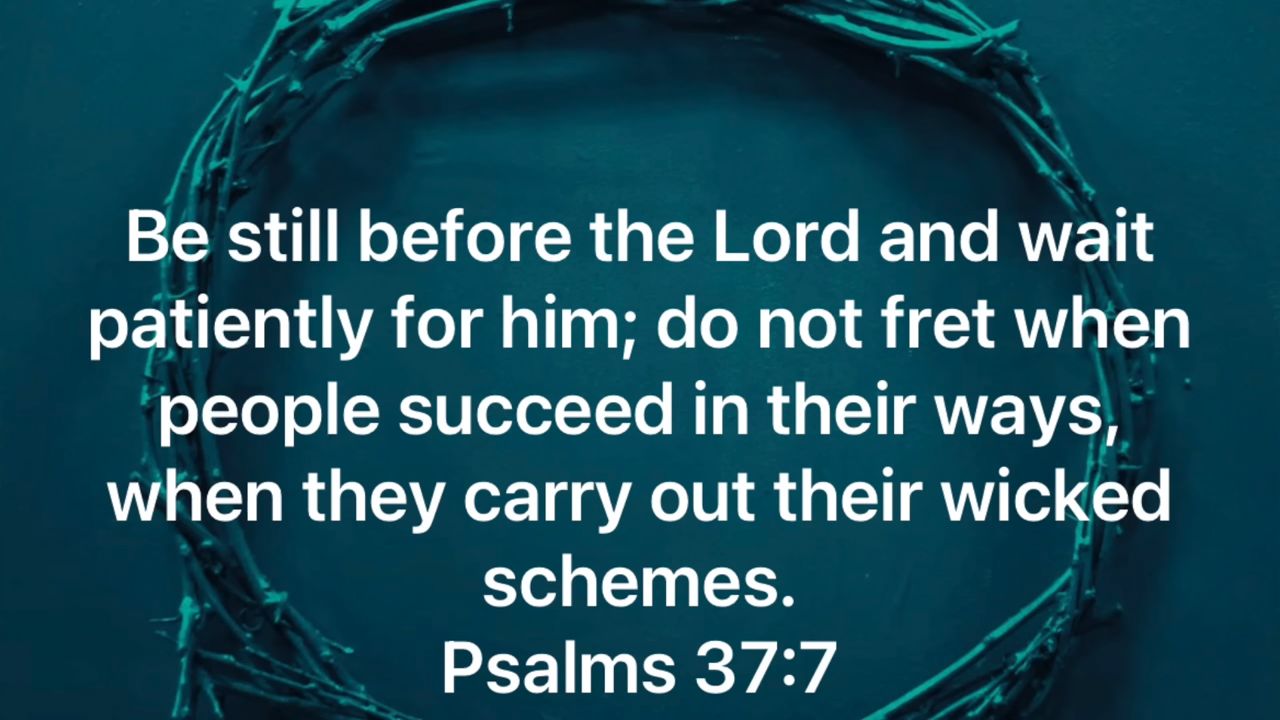 Be still before the Lord and wait
patiently for him; do not fret when
people succeed in their ways,
when they carry out their wicked
schemes.
Psalms 37:7